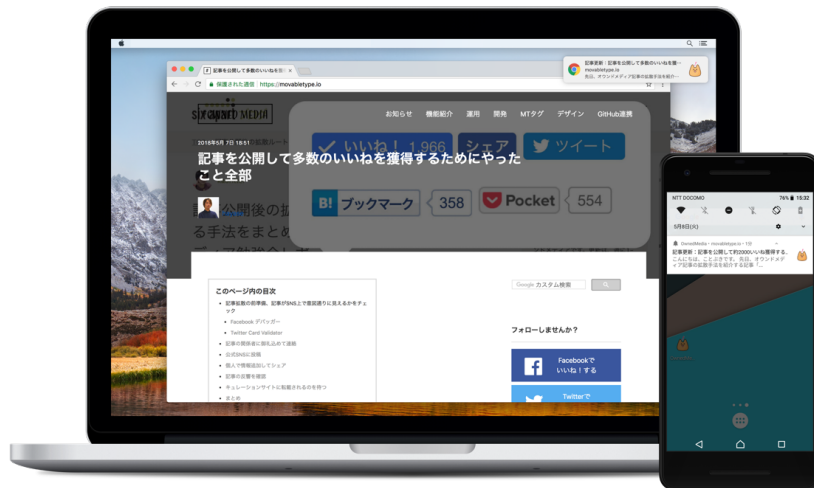 記事更新:記事を公開して多数のいいねを獲…
movabletype.io
先日、オウンドメディア記事の拡散手法を紹介…
記事を公開して多数のいいねを獲
保護された通信
https://movabletype.io
SIX OWNED MEDIA
お知らせ 機能紹介 運用 開発 MTタグ デザイン GitHub連携
いいね! 1,966 シェア ツイート
2018年5月7日 18:51
記事を公開して多数のいいねを獲得するためにやった
こと全部
B! ブックマーク 358 Pocket 554
公開後の拡
る手法をまとめ
このページ内の目次
記事拡散の前準備、記事がSNS上で意図通りに見えるかをチェ
ック
Facebook デバッガー
Twitter Card Validator
記事の関係者に御礼込めて連絡
公式SNSに投稿
個人で情報追加してシェア
記事の反響を確認
キュレーションサイトに転載されるのを待つ
まとめ
Google カスタム検索
フォローしませんか?
Facebookで
いいね!する
Twitterで
NTT DOCOMO 76% 15:32
5月8日(火)
OwnedMedia • movabletype.io • 1分
記事更新:記事を公開して約2000いいね獲得する..
こんにちは、ことぶきです。先日、オウンドメデ
ィア記事の拡散手法を紹介する記事「...